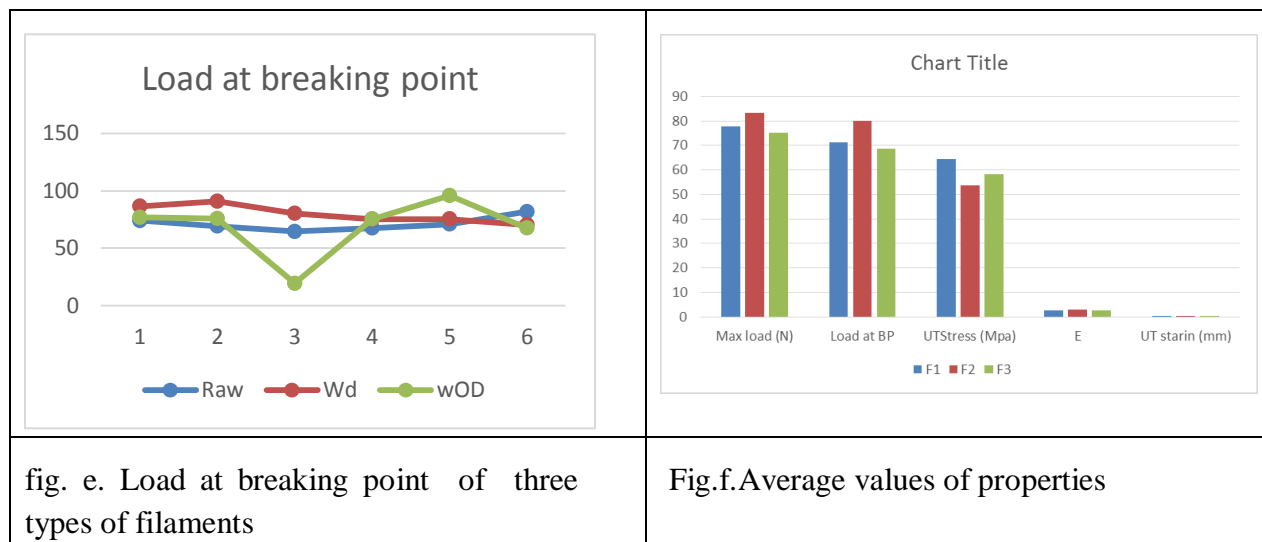 Load at breaking point
150
100
50
0
1 2 3 4 5 6
Raw Wd wOD
fig. e. Load at breaking point of three
types of filaments
Chart Title
90
80
70
60
50
40
30
20
10
0
Max load (N) Load at BP UTStress (Mpa) E UT starin (mm)
F1 F2 F3
Fig.f.Average values of properties